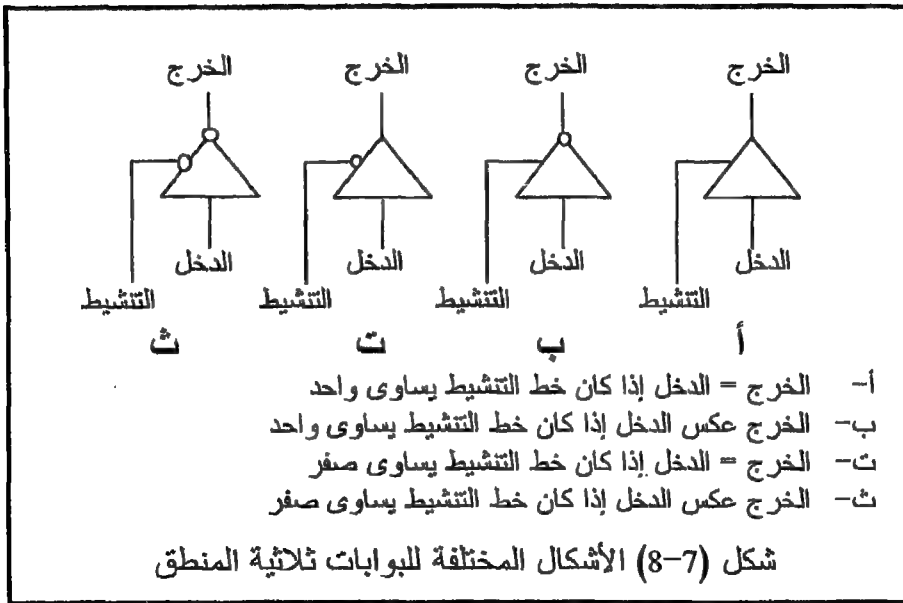 الخرج الخرج الخرج الخرج
الدخل الدخل الدخل الدخل
التنشيط التنشيط التنشيط التنشيط
أ ب ت ث
أ- الخرج = الدخل إذا كان خط التنشيط يساوى واحد
ب- الخرج عكس الدخل إذا كان خط التنشيط يساوى واحد
ت- الخرج = الدخل إذا كان خط التنشيط يساوى صفر
ث- الخرج عكس الدخل إذا كان خط التنشيط يساوى صفر
شكل (7-8) الأشكال المختلفة للبوابات ثلاثية المنطق